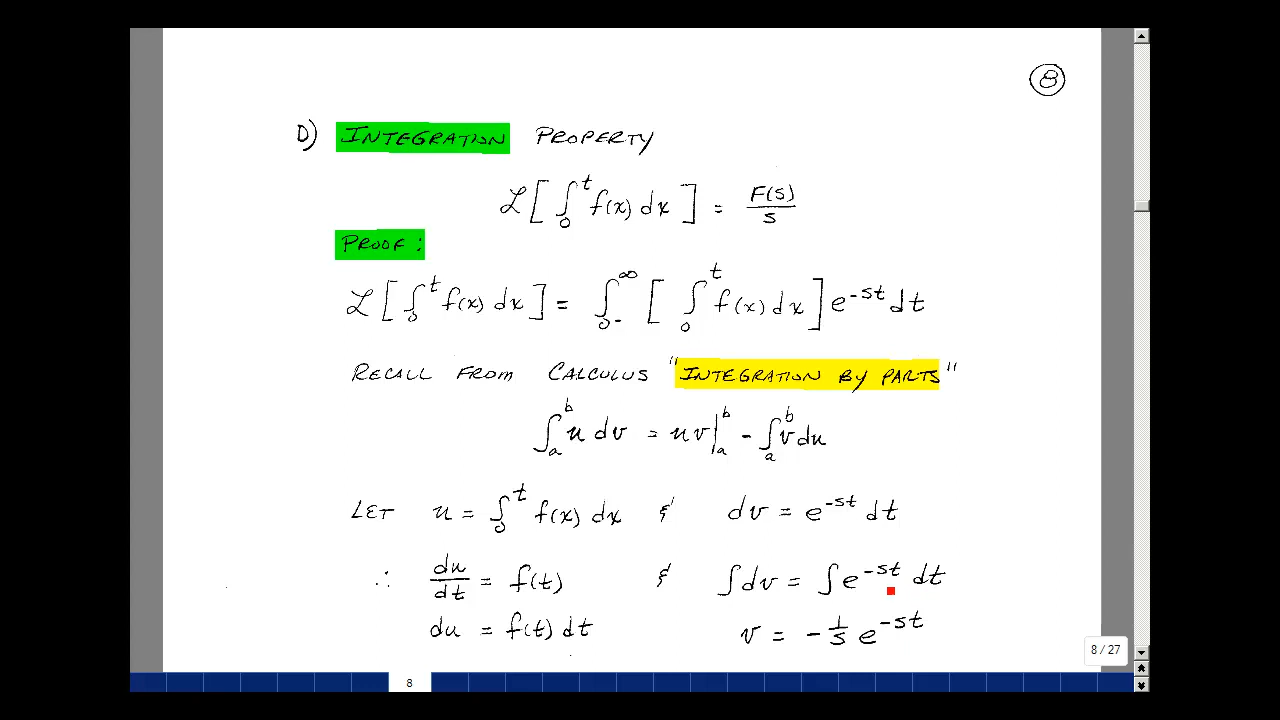 ⑧
D) INTEGRATION PROPERTY
ℒ[∫₀ᵗ f(x) dx] = F(s)/s
PROOF:
ℒ[∫₀ᵗ f(x) dx] = ∫₀₋^∞ [∫₀ᵗ f(x) dx] e^(-st) dt
RECALL FROM CALCULUS "INTEGRATION BY PARTS"
∫ₐᵇ u dv = uv|ₐᵇ - ∫ₐᵇ v du
LET u = ∫₀ᵗ f(x) dx & dv = e^(-st) dt
∴ du/dt = f(t) & ∫dv = ∫e^(-st) dt
du = f(t) dt v = -1/s e^(-st)
8 / 27
8